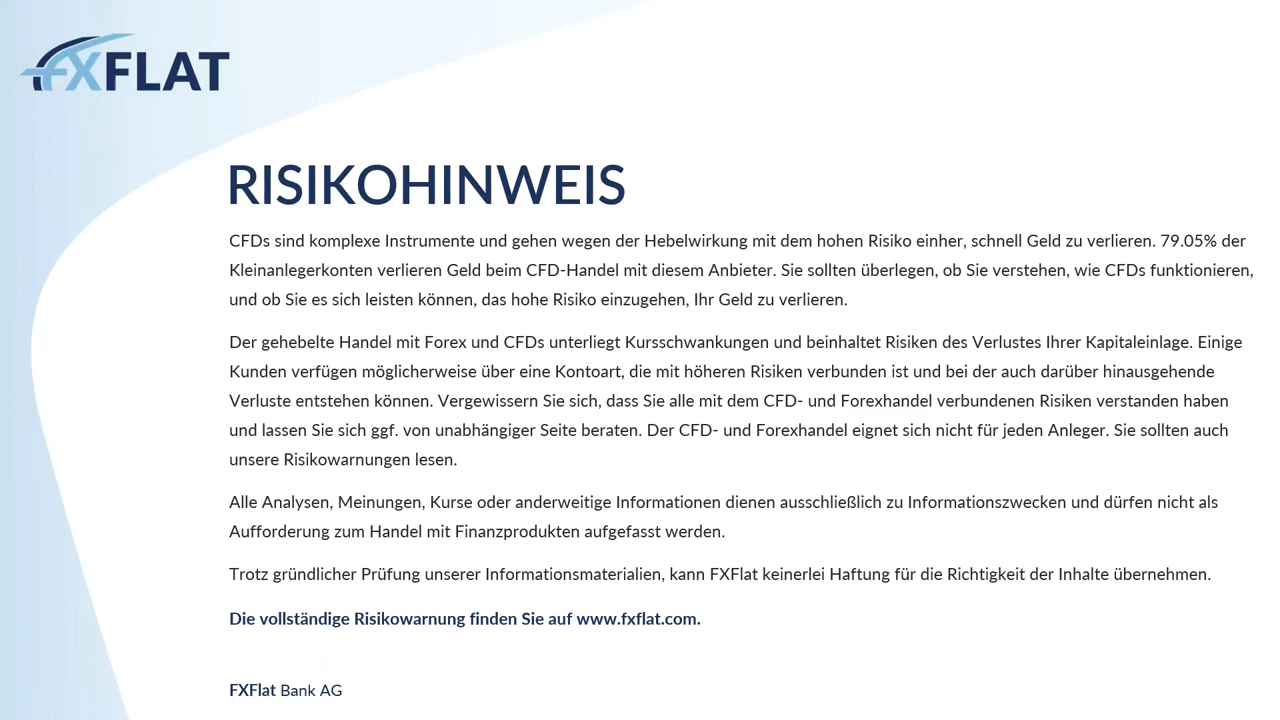 FXFLAT
RISIKOHINWEIS
CFDs sind komplexe Instrumente und gehen wegen der Hebelwirkung mit dem hohen Risiko einher, schnell Geld zu verlieren. 79.05% der
Kleinanlegerkonten verlieren Geld beim CFD-Handel mit diesem Anbieter. Sie sollten überlegen, ob Sie verstehen, wie CFDs funktionieren,
und ob Sie es sich leisten können, das hohe Risiko einzugehen, Ihr Geld zu verlieren.
Der gehebelte Handel mit Forex und CFDs unterliegt Kursschwankungen und beinhaltet Risiken des Verlustes Ihrer Kapitaleinlage. Einige
Kunden verfügen möglicherweise über eine Kontoart, die mit höheren Risiken verbunden ist und bei der auch darüber hinausgehende
Verluste entstehen können. Vergewissern Sie sich, dass Sie alle mit dem CFD- und Forexhandel verbundenen Risiken verstanden haben
und lassen Sie sich ggf. von unabhängiger Seite beraten. Der CFD- und Forexhandel eignet sich nicht für jeden Anleger. Sie sollten auch
unsere Risikowarnungen lesen.
Alle Analysen, Meinungen, Kurse oder anderweitige Informationen dienen ausschließlich zu Informationszwecken und dürfen nicht als
Aufforderung zum Handel mit Finanzprodukten aufgefasst werden.
Trotz gründlicher Prüfung unserer Informationsmaterialien, kann FXFlat keinerlei Haftung für die Richtigkeit der Inhalte übernehmen.
Die vollständige Risikowarnung finden Sie auf www.fxflat.com.
FXFlat Bank AG